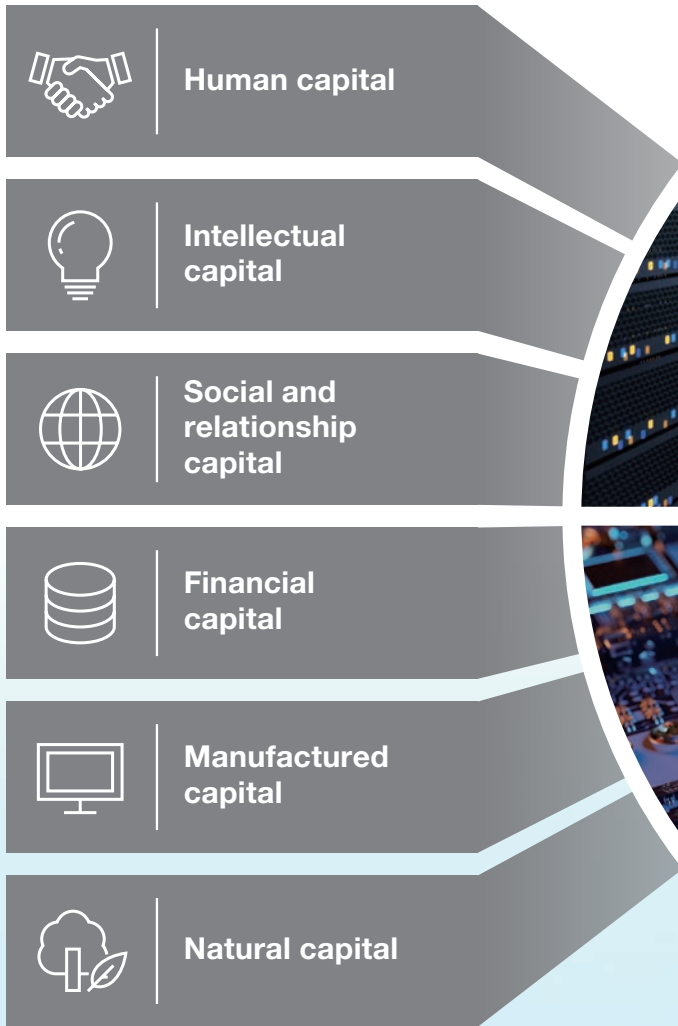 Human capital
Intellectual
capital
Social and
relationship
capital
Financial
capital
Manufactured
capital
Natural capital